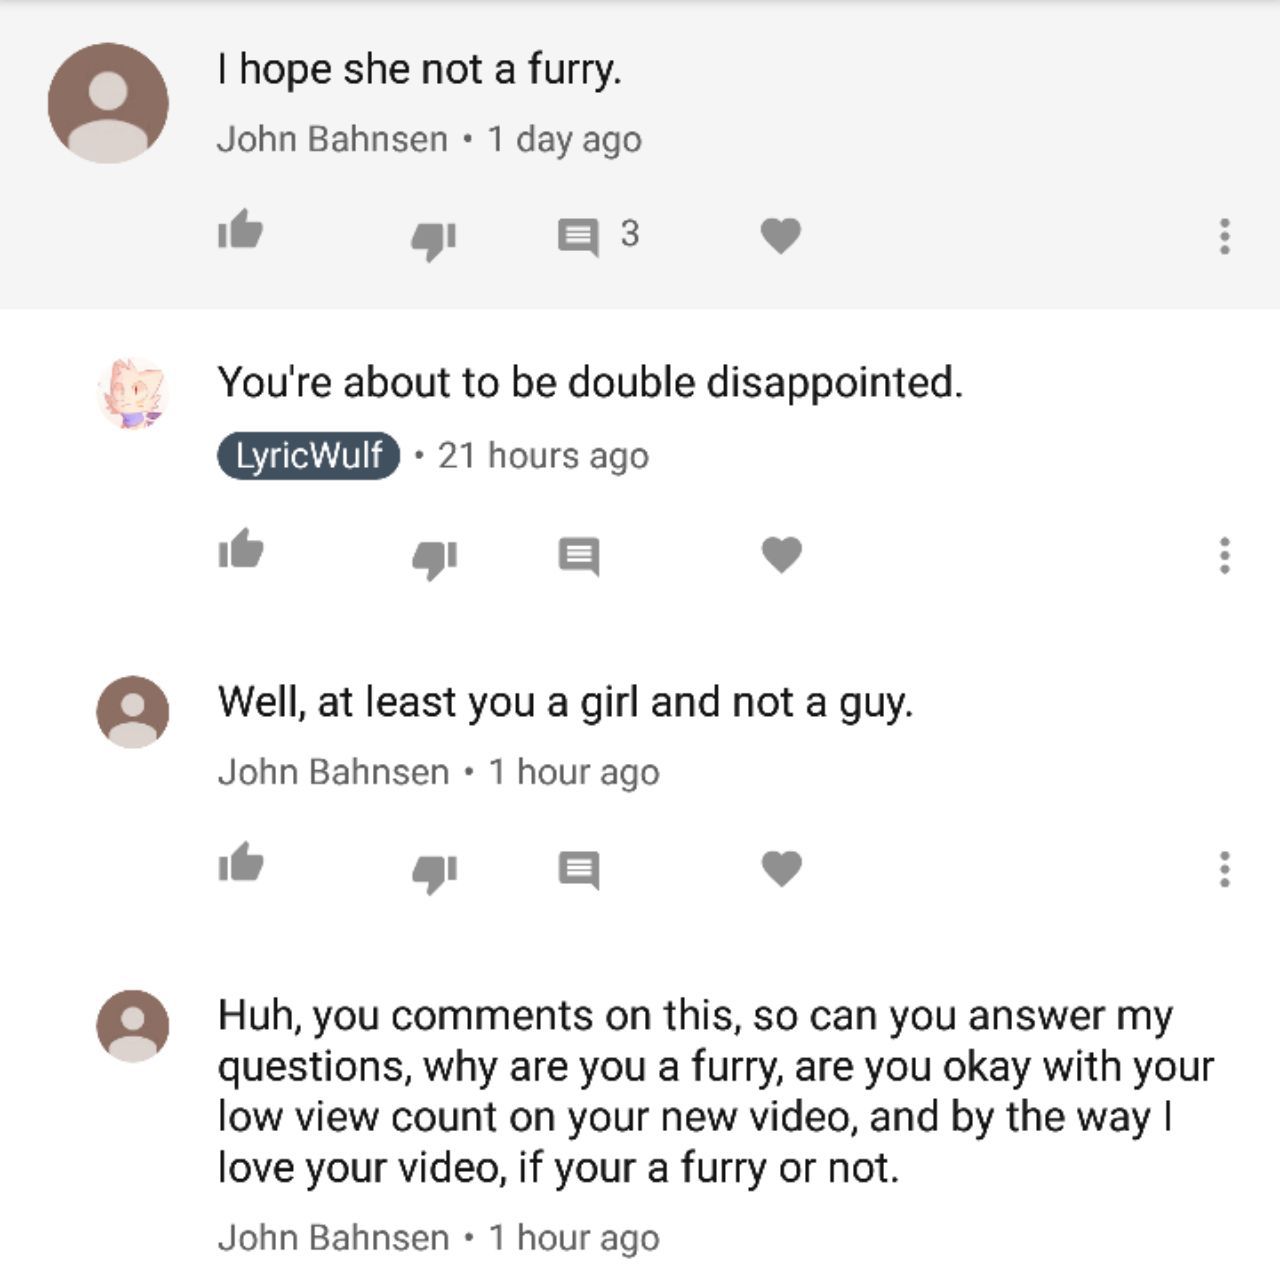 I hope she not a furry.
John Bahnsen • 1 day ago
3
You're about to be double disappointed.
LyricWulf • 21 hours ago
Well, at least you a girl and not a guy.
John Bahnsen • 1 hour ago
Huh, you comments on this, so can you answer my
questions, why are you a furry, are you okay with your
low view count on your new video, and by the way I
love your video, if your a furry or not.
John Bahnsen • 1 hour ago